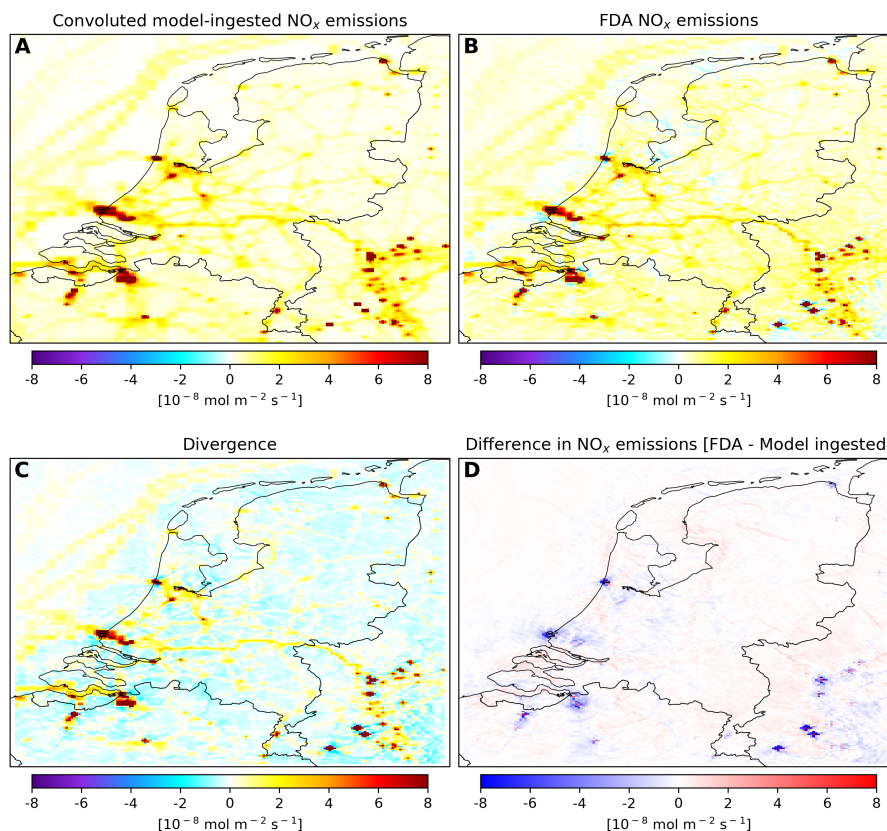 Convoluted model-ingested NOₓ emissions
FDA NOₓ emissions
A
B
-8 -6 -4 -2 0 2 4 6 8
[10⁻⁸ mol m⁻² s⁻¹]
-8 -6 -4 -2 0 2 4 6 8
[10⁻⁸ mol m⁻² s⁻¹]
Divergence
Difference in NOₓ emissions [FDA - Model ingested
C
D
-8 -6 -4 -2 0 2 4 6 8
[10⁻⁸ mol m⁻² s⁻¹]
-8 -6 -4 -2 0 2 4 6 8
[10⁻⁸ mol m⁻² s⁻¹]